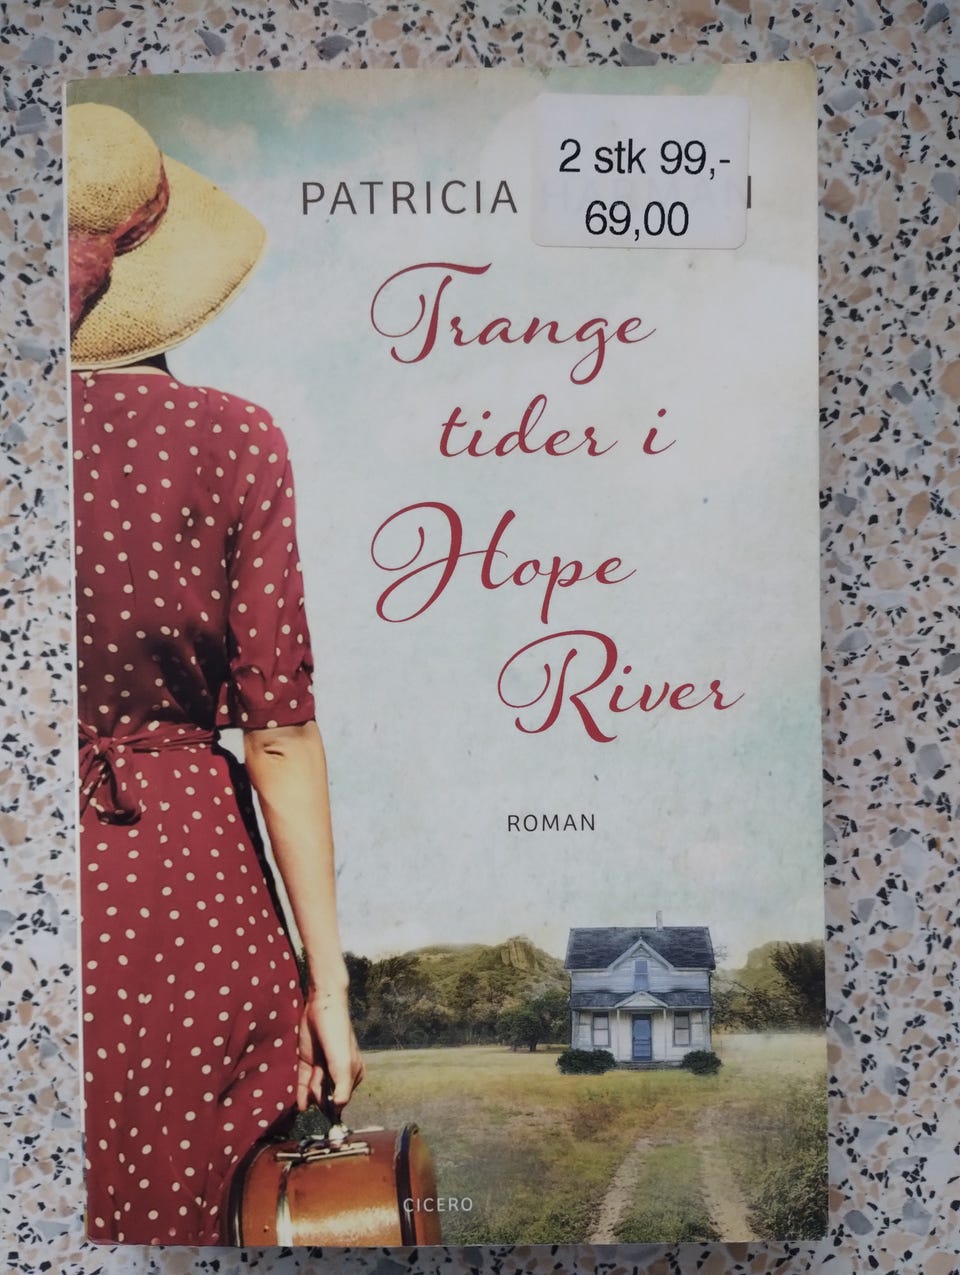 2 stk 99,-
69,00
PATRICIA
Trange
tider i
Hope
River
ROMAN
CICERO